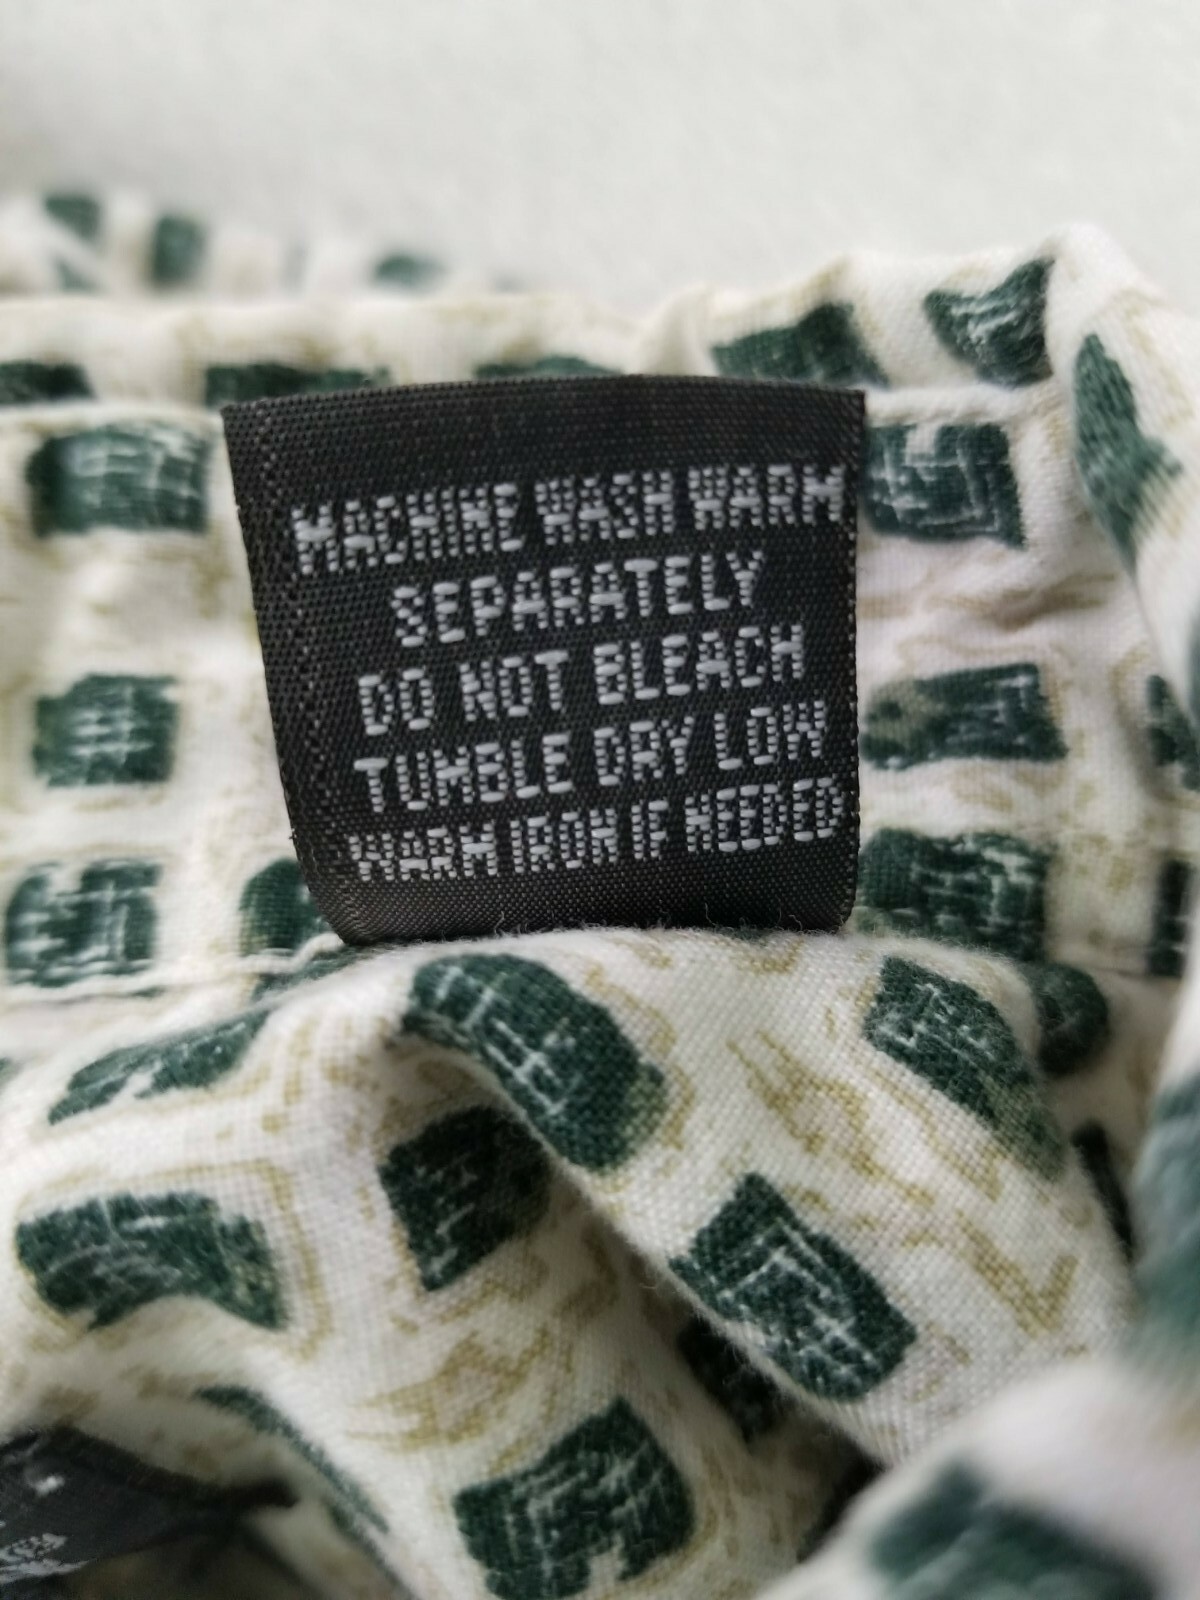 MACHINE WASH WARM
SEPARATELY
DO NOT BLEACH
TUMBLE DRY LOW
WARM IRON IF NEEDED